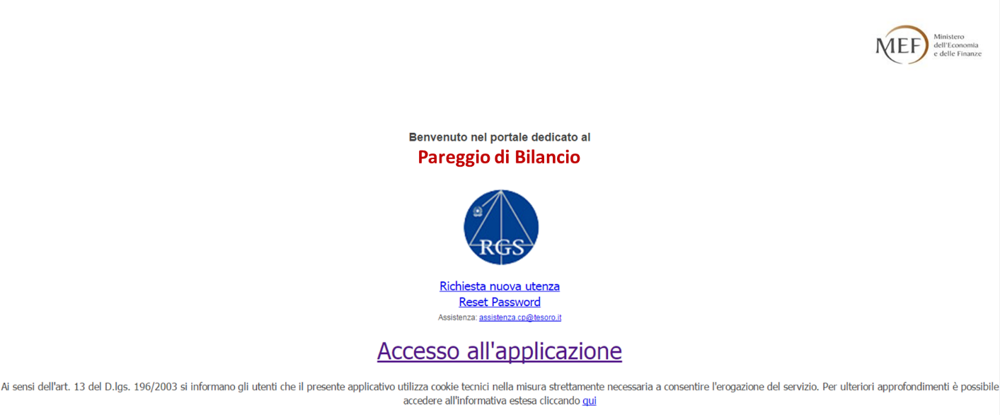 MEF
Ministero
dell'Economia
e delle Finanze
Benvenuto nel portale dedicato al
Pareggio di Bilancio
RGS
Richiesta nuova utenza
Reset Password
Assistenza: assistenza.cp@tesoro.it
Accesso all'applicazione
Ai sensi dell'art. 13 del D.lgs. 196/2003 si informano gli utenti che il presente applicativo utilizza cookie tecnici nella misura strettamente necessaria a consentire l'erogazione del servizio. Per ulteriori approfondimenti è possibile
accedere all'informativa estesa cliccando qui